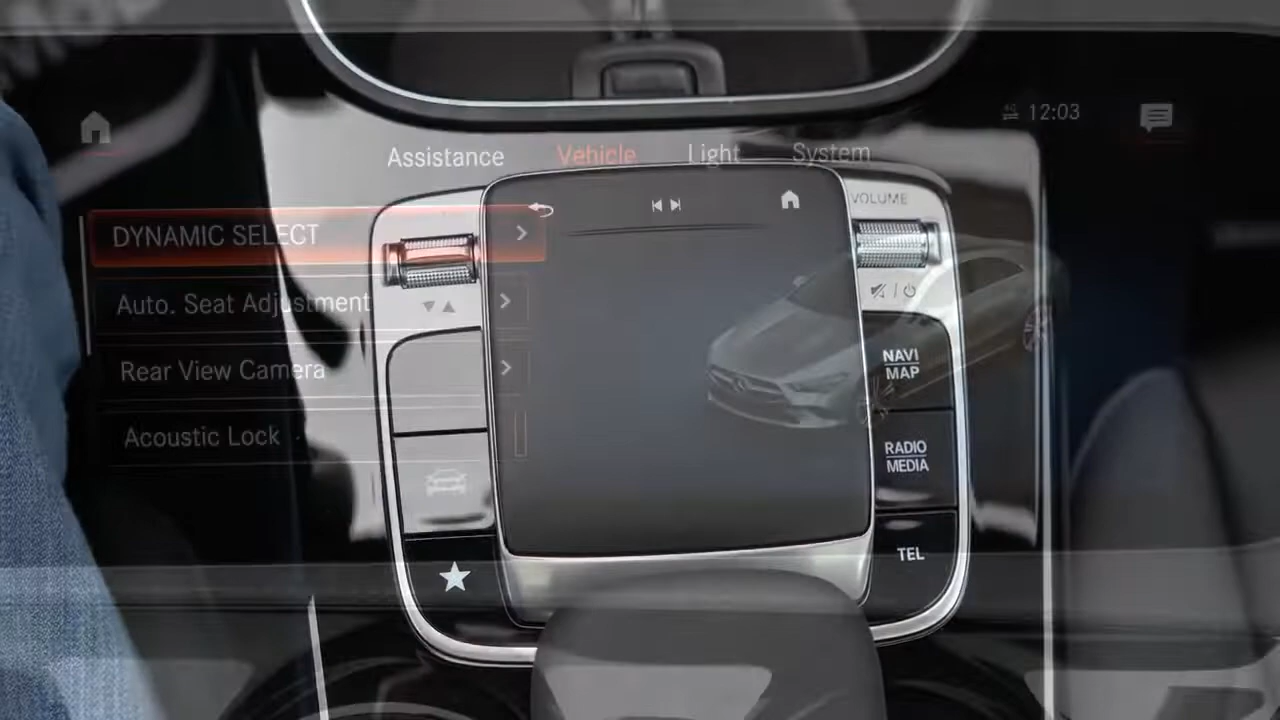 4G 12:03
Assistance Vehicle Light System
VOLUME
DYNAMIC SELECT
Auto. Seat Adjustment
Rear View Camera
NAVI
MAP
Acoustic Lock
RADIO
MEDIA
TEL